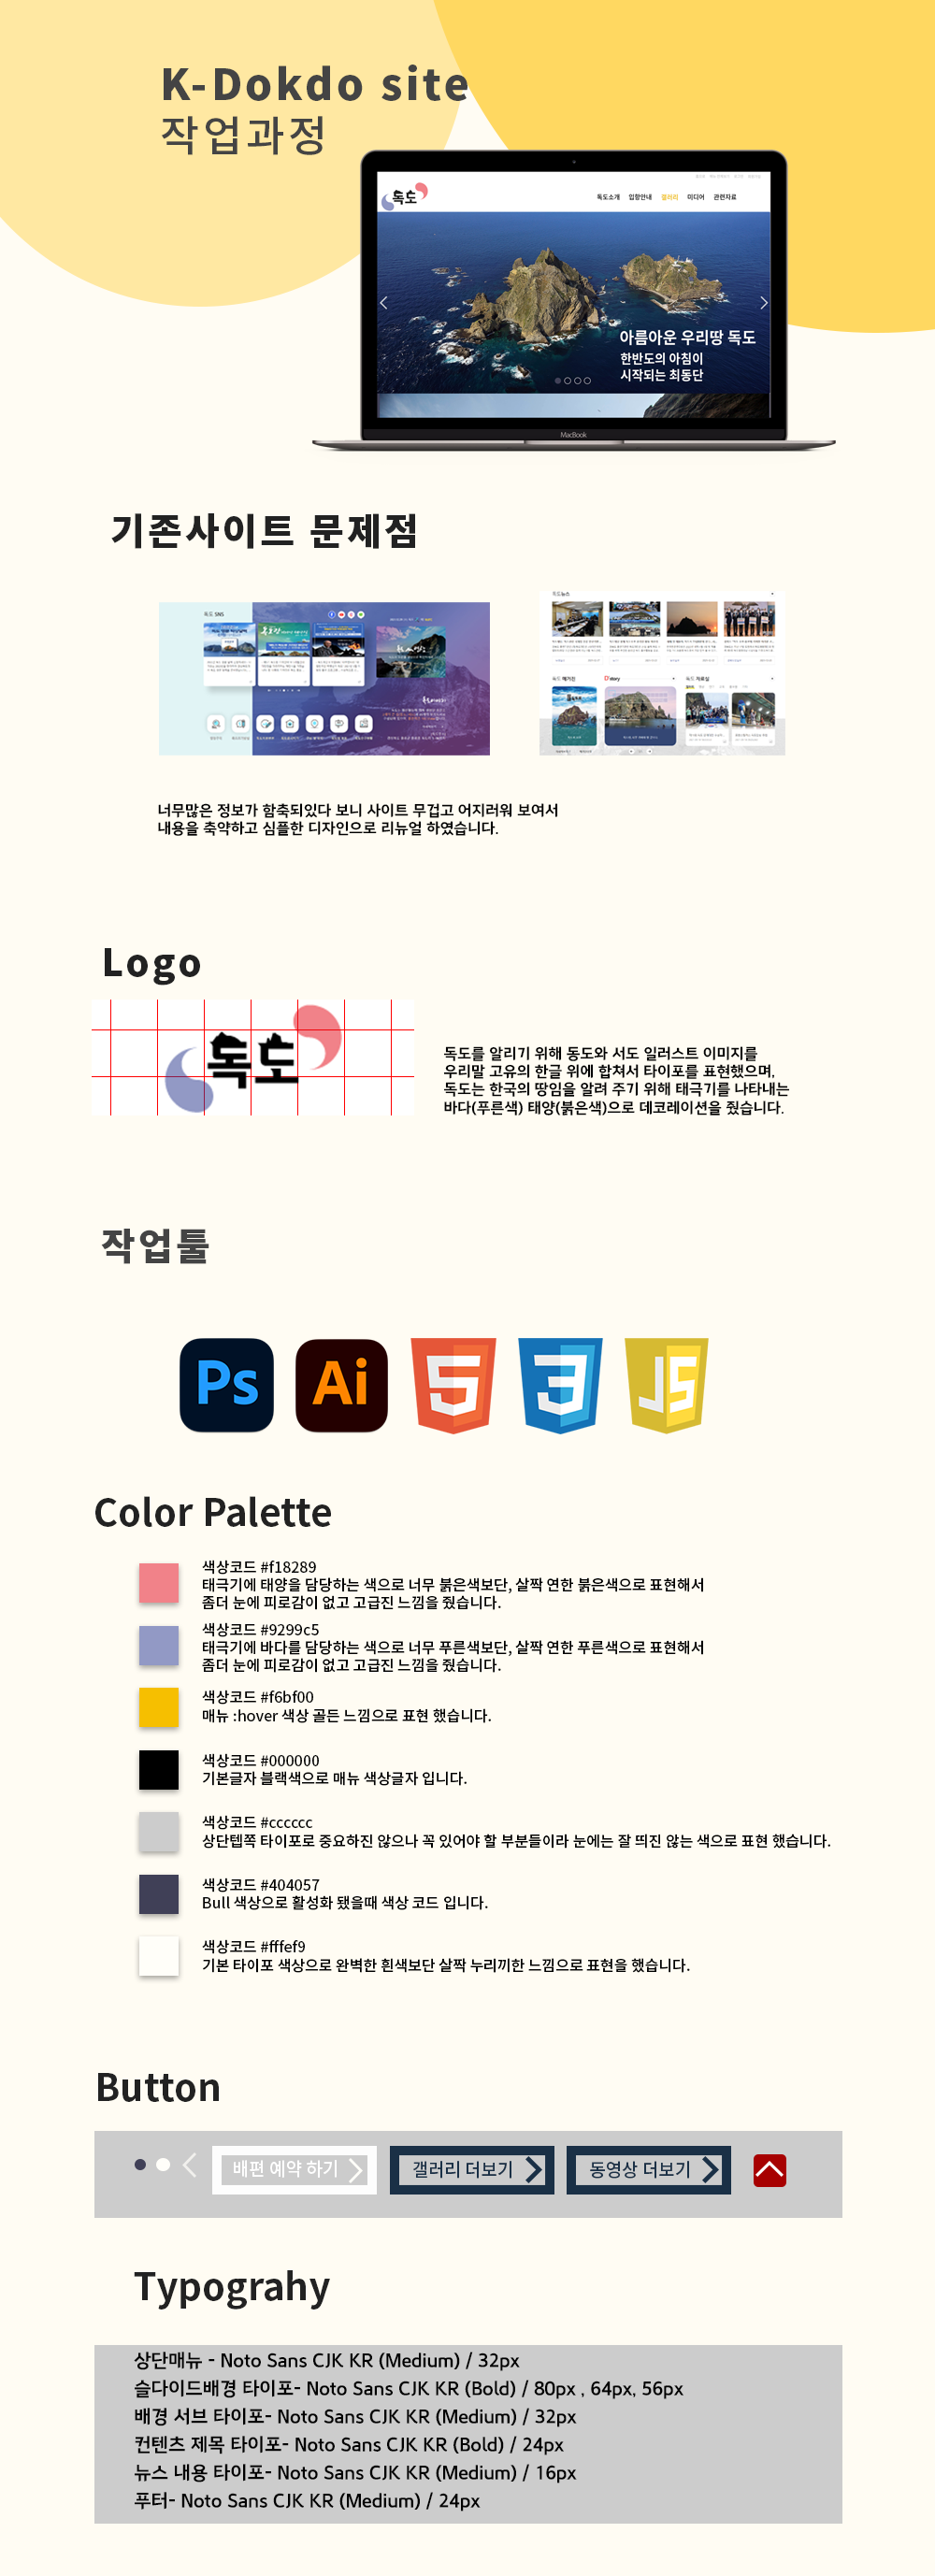 K-Dokdo site
작업과정
독도
독도소개 입항안내 갤러리 미디어 관련자료
아름아운 우리땅 독도
한반도의 아침이
시작되는 최동단
MacBook
기존사이트 문제점
독도 SNS
독도뉴스
독도 매거진
story
독도 자료실
너무많은 정보가 함축되있다 보니 사이트 무겁고 어지러워 보여서
내용을 축약하고 심플한 디자인으로 리뉴얼 하였습니다.
Logo
독도
독도를 알리기 위해 동도와 서도 일러스트 이미지를
우리말 고유의 한글 위에 합쳐서 타이포를 표현했으며,
독도는 한국의 땅임을 알려 주기 위해 태극기를 나타내는
바다(푸른색) 태양(붉은색)으로 데코레이션을 줬습니다.
작업툴
Ps Ai 5 3 JS
Color Palette
색상코드 #f18289
태극기에 태양을 담당하는 색으로 너무 붉은색보단, 살짝 연한 붉은색으로 표현해서
좀더 눈에 피로감이 없고 고급진 느낌을 줬습니다.
색상코드 #9299c5
태극기에 바다를 담당하는 색으로 너무 푸른색보단, 살짝 연한 푸른색으로 표현해서
좀더 눈에 피로감이 없고 고급진 느낌을 줬습니다.
색상코드 #f6bf00
매뉴 :hover 색상 골든 느낌으로 표현 했습니다.
색상코드 #000000
기본글자 블랙색으로 매뉴 색상글자 입니다.
색상코드 #cccccc
상단텝쪽 타이포로 중요하진 않으나 꼭 있어야 할 부분들이라 눈에는 잘 띄진 않는 색으로 표현 했습니다.
색상코드 #404057
Bull 색상으로 활성화 됐을때 색상 코드 입니다.
색상코드 #fffef9
기본 타이포 색상으로 완벽한 흰색보단 살짝 누리끼한 느낌으로 표현을 했습니다.
Button
배편 예약 하기 갤러리 더보기 동영상 더보기
Typograhy
상단매뉴 - Noto Sans CJK KR (Medium) / 32px
슬다이드배경 타이포- Noto Sans CJK KR (Bold) / 80px , 64px, 56px
배경 서브 타이포- Noto Sans CJK KR (Medium) / 32px
컨텐츠 제목 타이포- Noto Sans CJK KR (Bold) / 24px
뉴스 내용 타이포- Noto Sans CJK KR (Medium) / 16px
푸터- Noto Sans CJK KR (Medium) / 24px